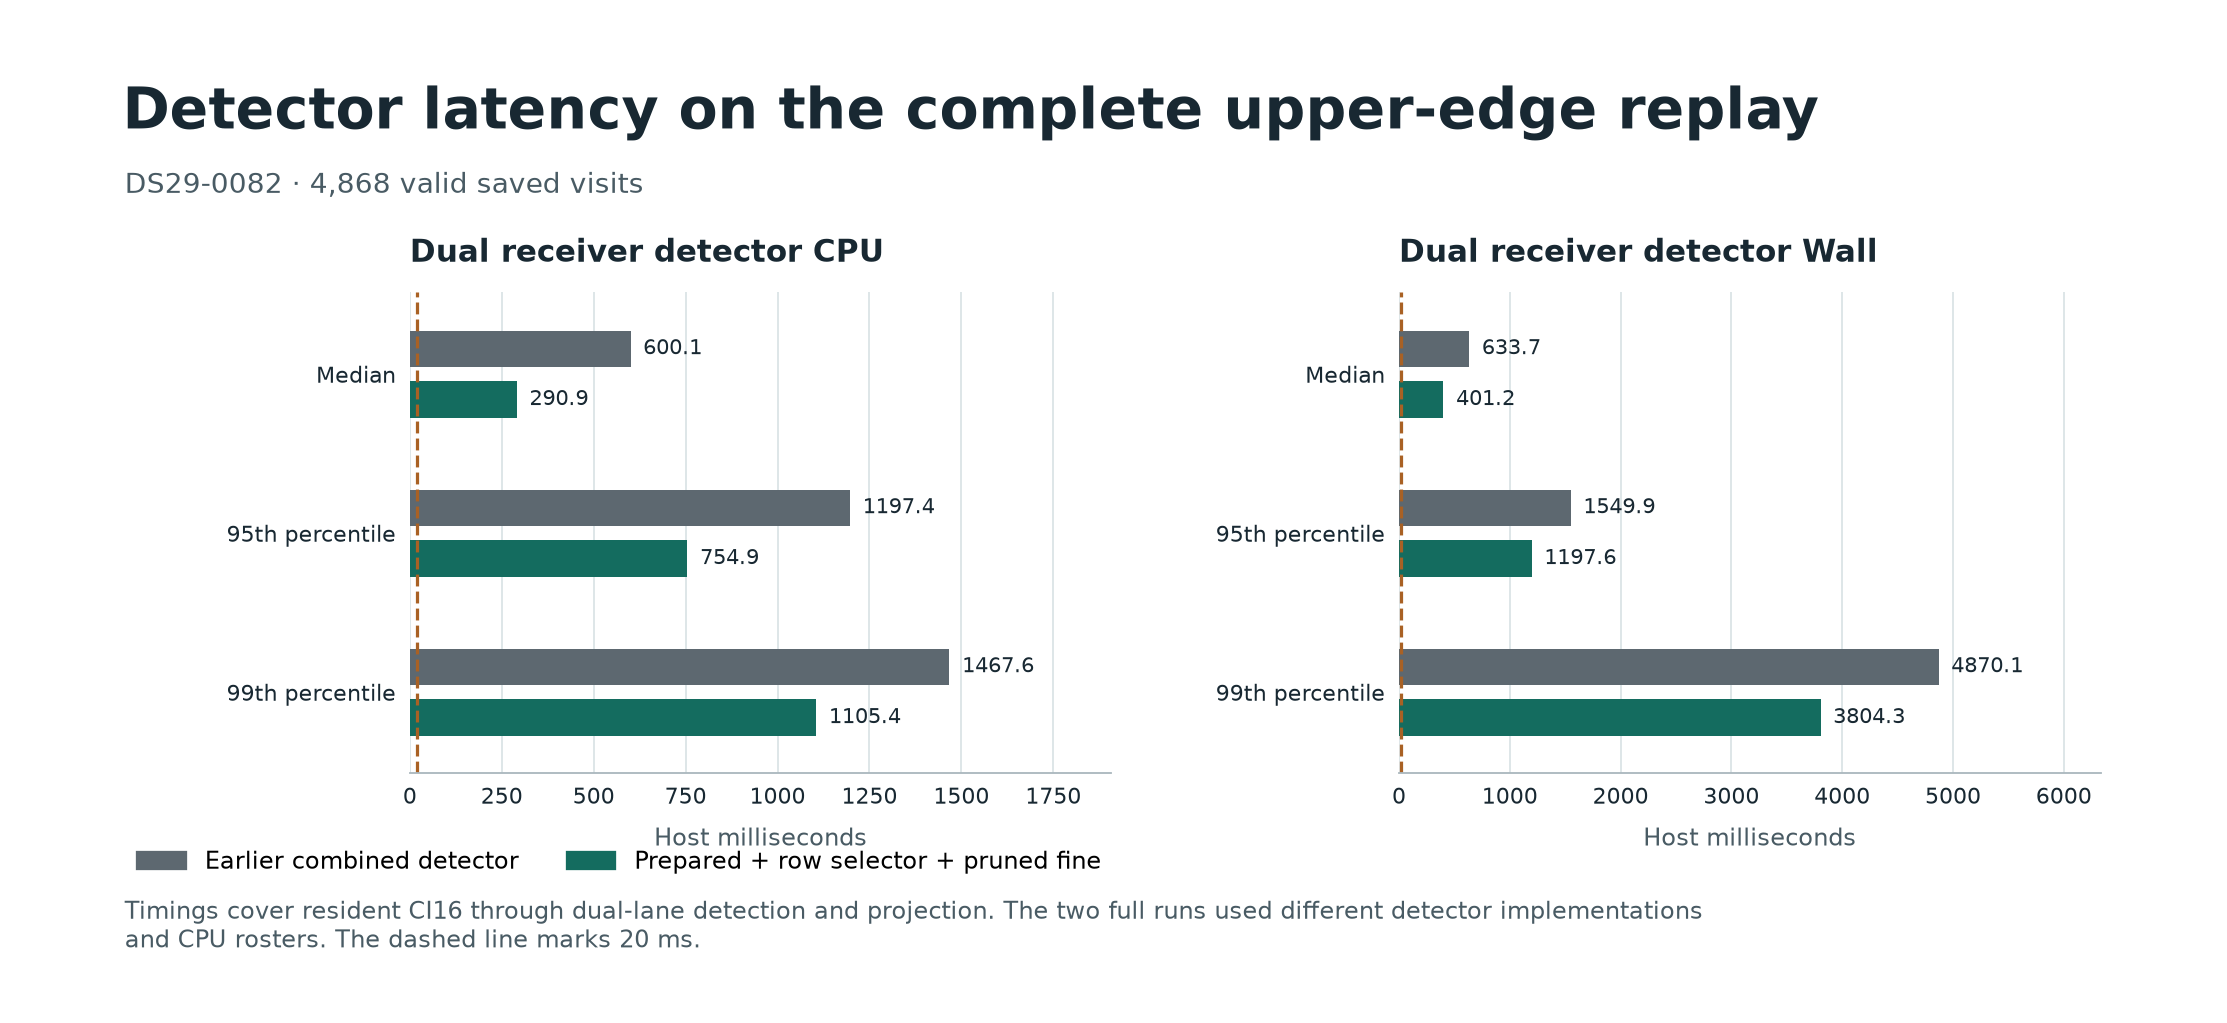 Detector latency on the complete upper-edge replay
DS29-0082 · 4,868 valid saved visits
Dual receiver detector CPU
Median
600.1
290.9
95th percentile
1197.4
754.9
99th percentile
1467.6
1105.4
0 250 500 750 1000 1250 1500 1750
Host milliseconds
Dual receiver detector Wall
Median
633.7
401.2
95th percentile
1549.9
1197.6
99th percentile
4870.1
3804.3
0 1000 2000 3000 4000 5000 6000
Host milliseconds
Earlier combined detector
Prepared + row selector + pruned fine
Timings cover resident CI16 through dual-lane detection and projection. The two full runs used different detector implementations
and CPU rosters. The dashed line marks 20 ms.